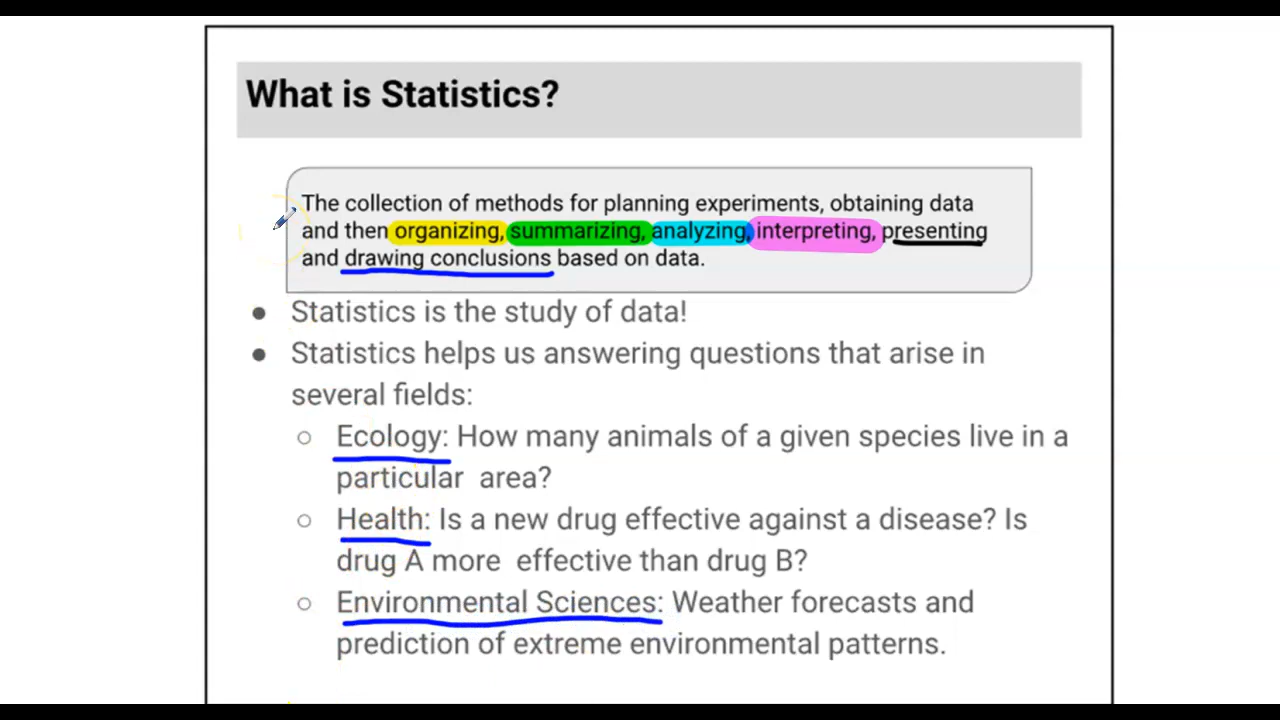 What is Statistics?
The collection of methods for planning experiments, obtaining data
and then organizing, summarizing, analyzing, interpreting, presenting
and drawing conclusions based on data.
● Statistics is the study of data!
● Statistics helps us answering questions that arise in
several fields:
○ Ecology: How many animals of a given species live in a
particular area?
○ Health: Is a new drug effective against a disease? Is
drug A more effective than drug B?
○ Environmental Sciences: Weather forecasts and
prediction of extreme environmental patterns.